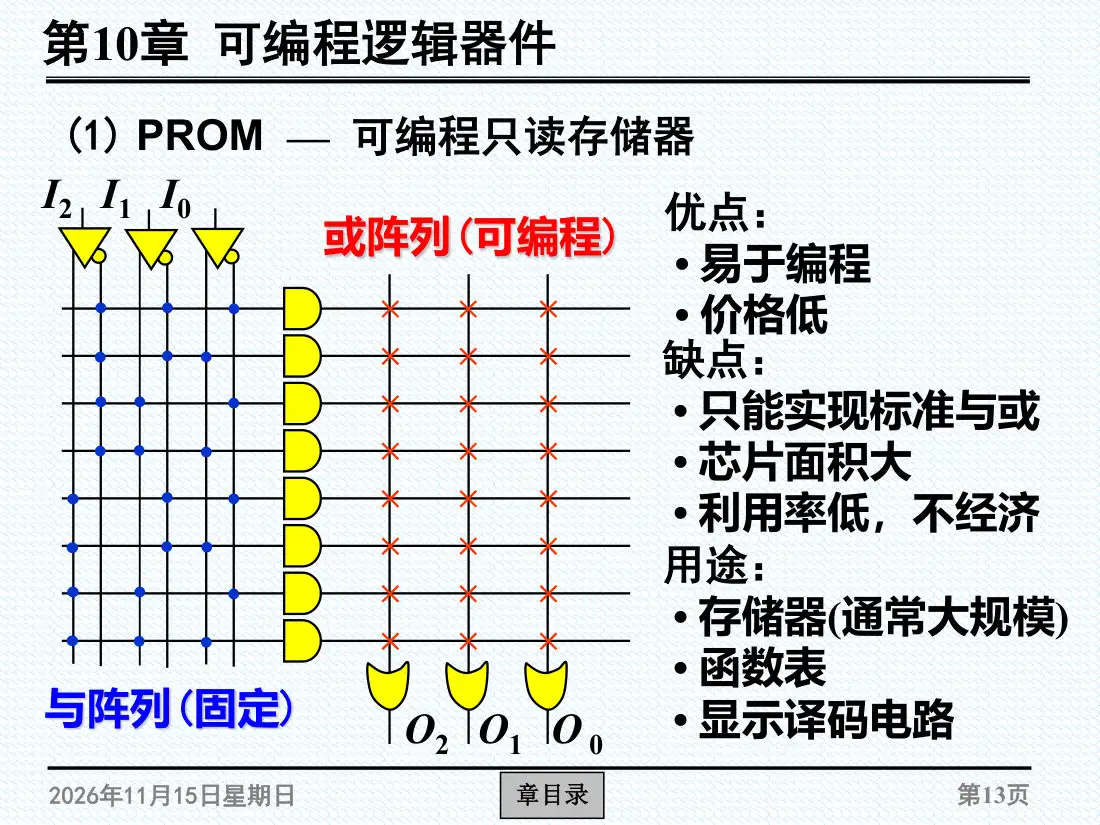 第10章 可编程逻辑器件
(1) PROM — 可编程只读存储器
I2 I1 I0
或阵列(可编程)
与阵列(固定)
O2 O1 O0
优点：
• 易于编程
• 价格低
缺点：
• 只能实现标准与或
• 芯片面积大
• 利用率低，不经济
用途：
• 存储器(通常大规模)
• 函数表
• 显示译码电路
2026年11月15日星期日
章目录
第13页